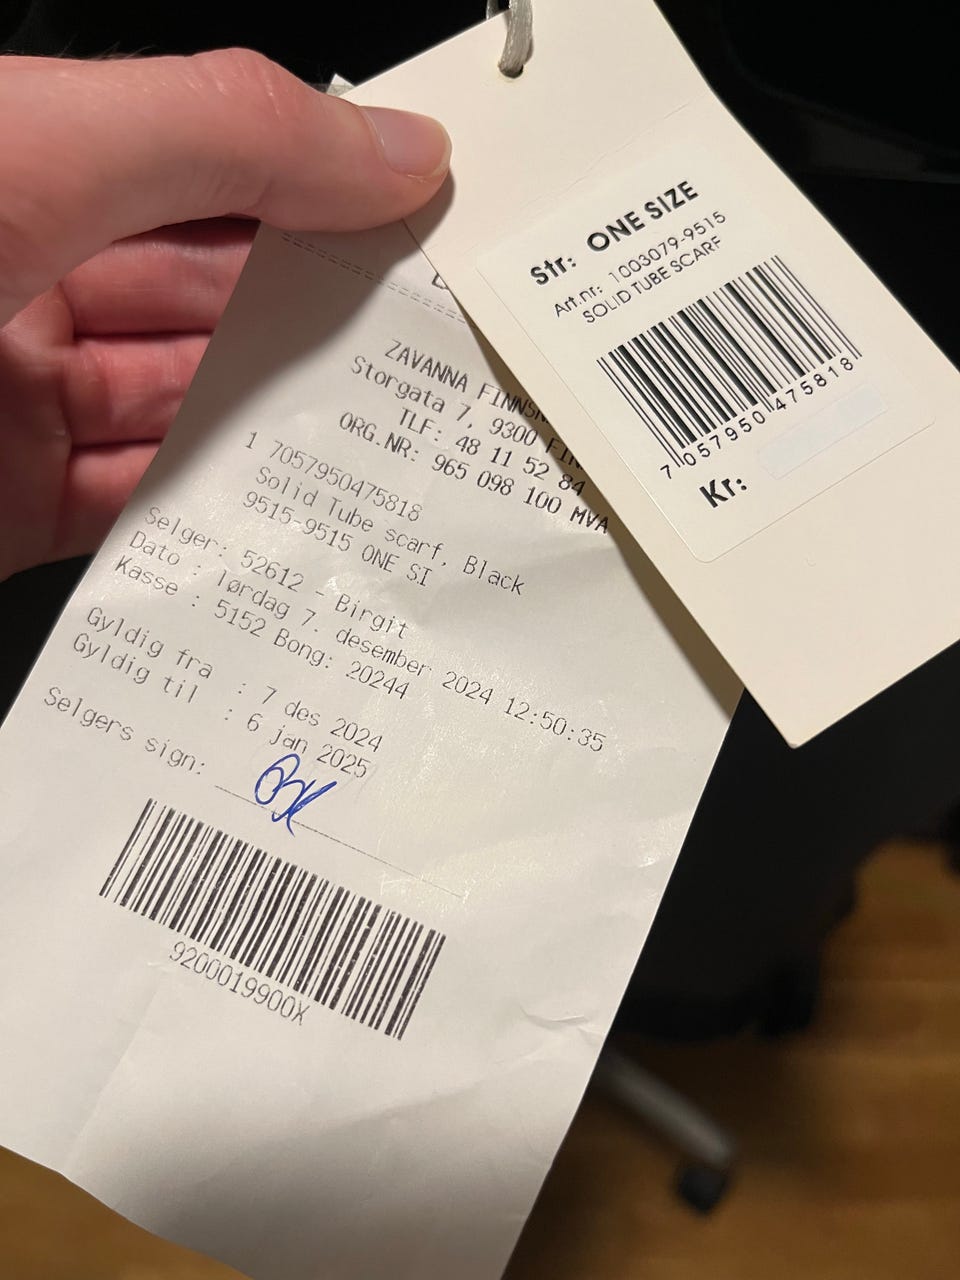 Str: ONE SIZE
Art.nr: 1003079-9515
SOLID TUBE SCARF
7 057950 475818
Kr:
ZAVANNA
Storgata 7, 9300
TLF: 48 11 52 84
ORG.NR: 965 098 100 MVA
1 7057950475818
Solid Tube scarf, Black
9515-9515 ONE SI
Selger: 52612 - Birgit
Dato : lørdag 7. desember 2024 12:50:35
Kasse : 5152 Bong: 20244
Gyldig fra : 7 des 2024
Gyldig til : 6 jan 2025
Selgers sign:
9200019900X